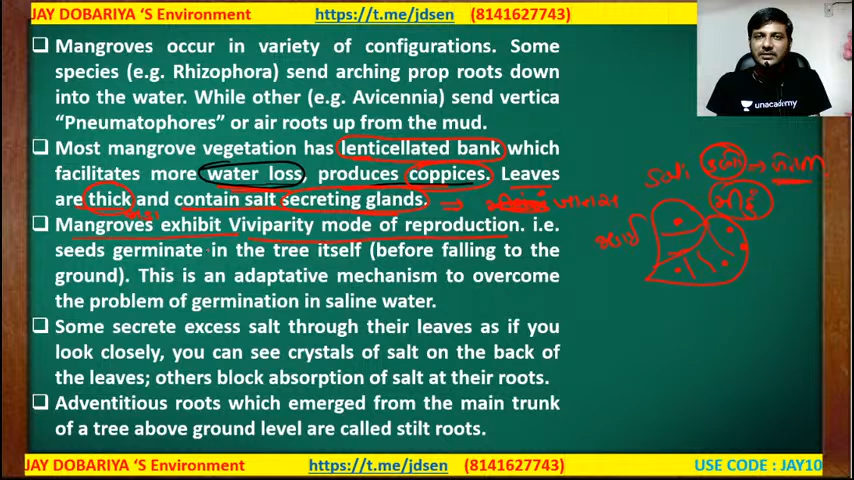 JAY DOBARIYA ‘S Environment https://t.me/jdsen (8141627743)
❑ Mangroves occur in variety of configurations. Some
species (e.g. Rhizophora) send arching prop roots down
into the water. While other (e.g. Avicennia) send vertica
“Pneumatophores” or air roots up from the mud.
❑ Most mangrove vegetation has lenticellated bank which
facilitates more water loss, produces coppices. Leaves
are thick and contain salt secreting glands.
❑ Mangroves exhibit Viviparity mode of reproduction. i.e.
seeds germinate in the tree itself (before falling to the
ground). This is an adaptative mechanism to overcome
the problem of germination in saline water.
❑ Some secrete excess salt through their leaves as if you
look closely, you can see crystals of salt on the back of
the leaves; others block absorption of salt at their roots.
❑ Adventitious roots which emerged from the main trunk
of a tree above ground level are called stilt roots.
unacademy
JAY DOBARIYA ‘S Environment https://t.me/jdsen (8141627743) USE CODE : JAY10